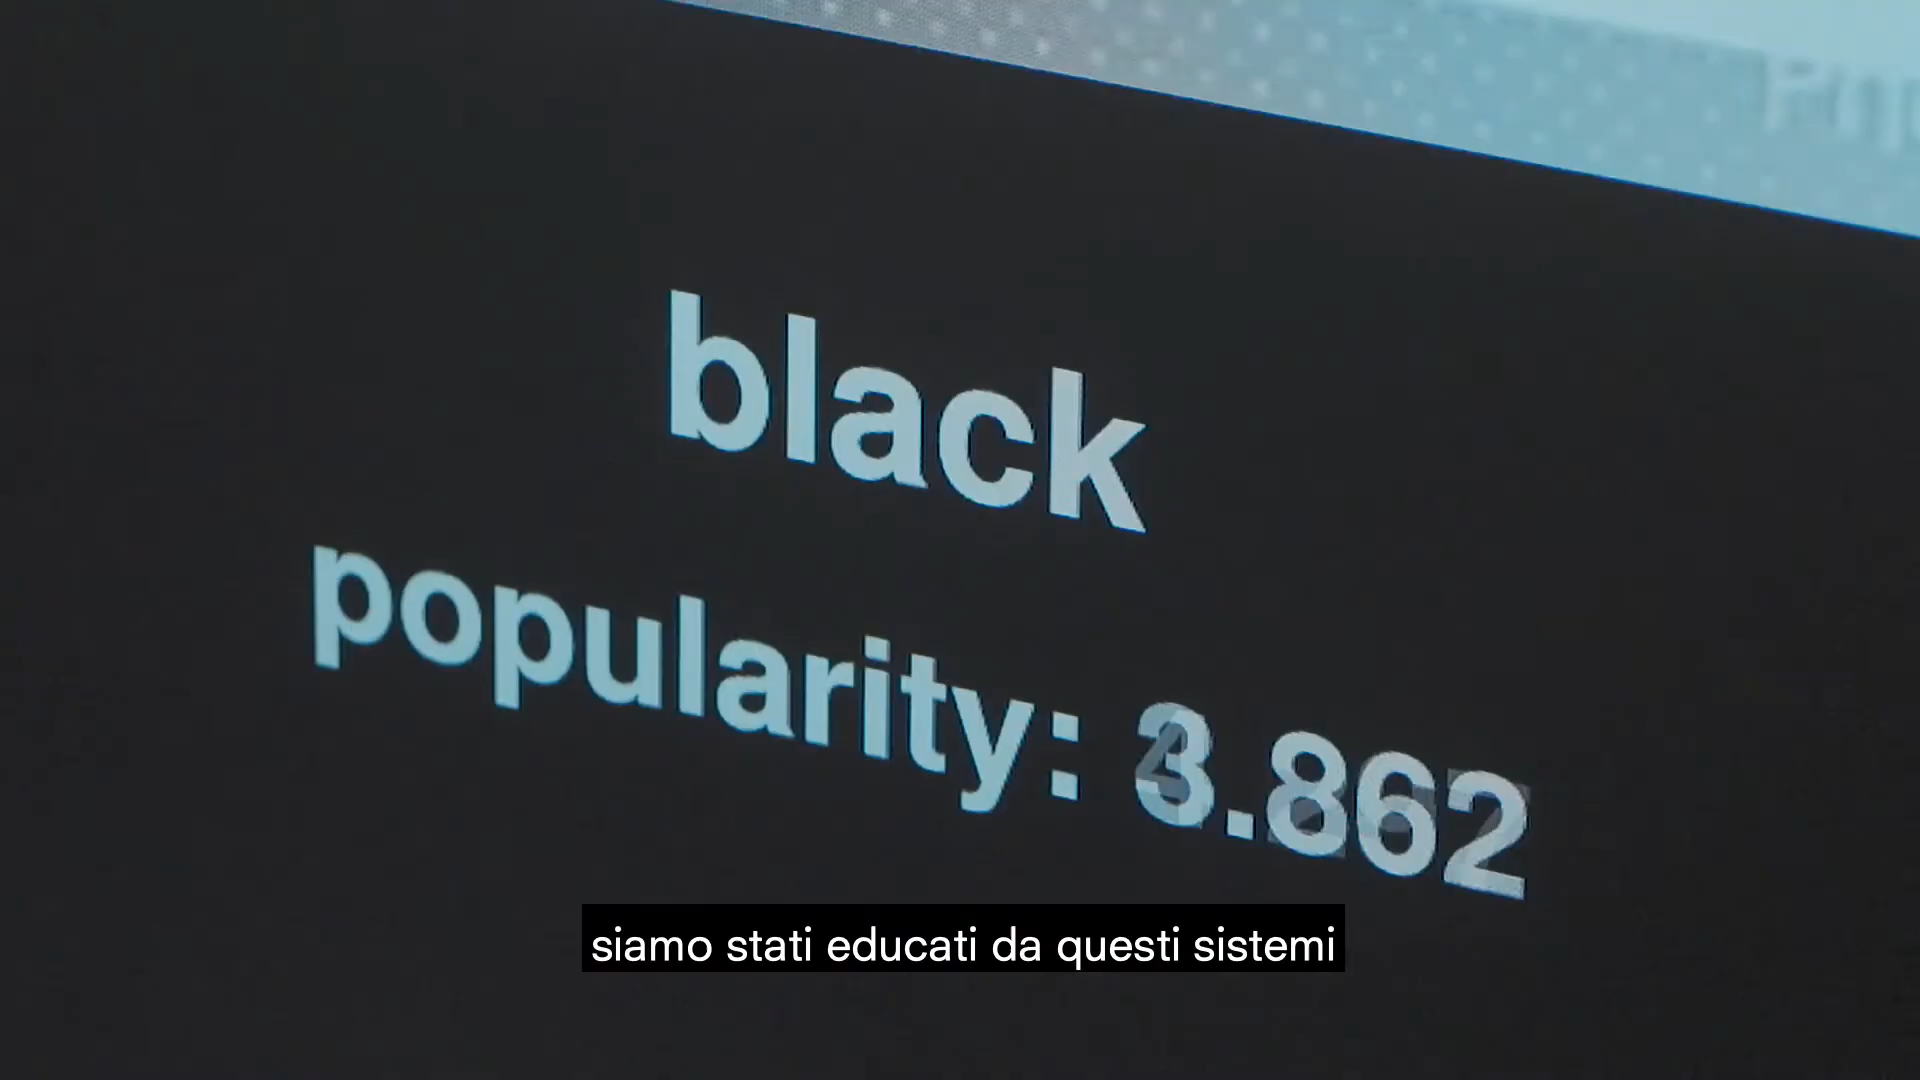 black
popularity: 3.862
siamo stati educati da questi sistemi